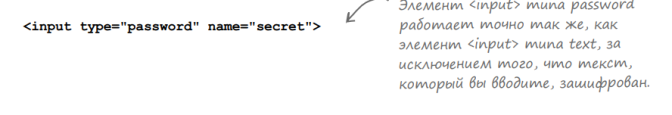 <input type="password" name="secret">
Элемент <input> типа password
работает точно так же, как
элемент <input> типа text, за
исключением того, что текст,
который вы вводите, зашифрован.